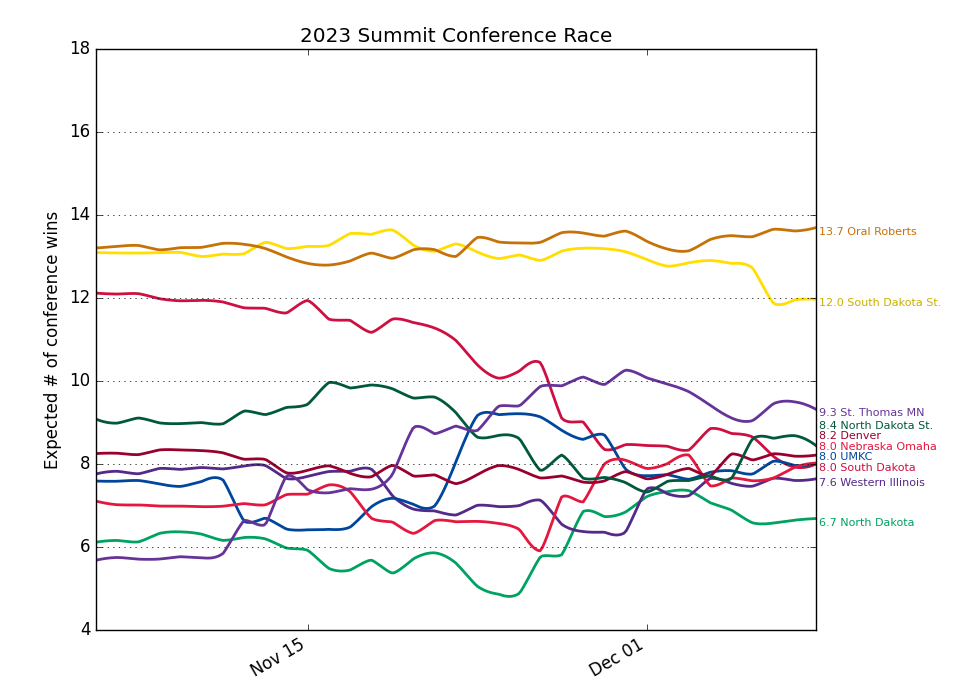 2023 Summit Conference Race
Expected # of conference wins
18
16
14
12
10
8
6
4
Nov 15
Dec 01
13.7 Oral Roberts
12.0 South Dakota St.
9.3 St. Thomas MN
8.4 North Dakota St.
8.2 Denver
8.0 Nebraska Omaha
8.0 UMKC
8.0 South Dakota
7.6 Western Illinois
6.7 North Dakota